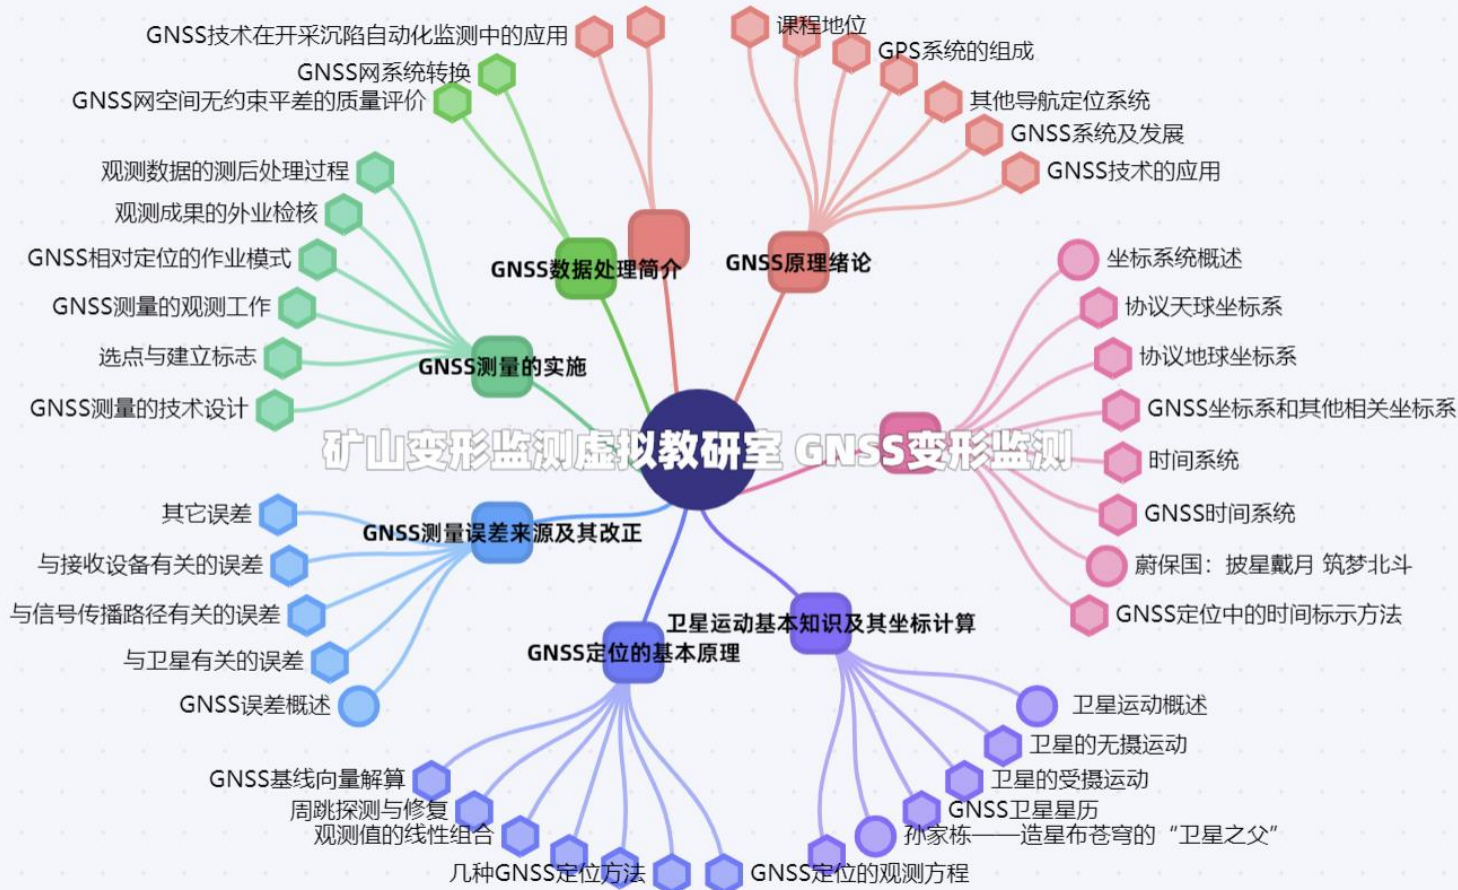 GNSS技术在开采沉陷自动化监测中的应用
GNSS网系统转换
GNSS网空间无约束平差的质量评价
GNSS数据处理简介
课程地位
GPS系统的组成
其他导航定位系统
GNSS系统及发展
GNSS技术的应用
GNSS原理绪论
观测数据的测后处理过程
观测成果的外业检核
GNSS相对定位的作业模式
GNSS测量的观测工作
选点与建立标志
GNSS测量的技术设计
GNSS测量的实施
坐标系统概述
协议天球坐标系
协议地球坐标系
GNSS坐标系和其他相关坐标系
时间系统
GNSS时间系统
蔚保国：披星戴月 筑梦北斗
GNSS定位中的时间标示方法
矿山变形监测虚拟教研室 GNSS变形监测
其它误差
与接收设备有关的误差
与信号传播路径有关的误差
与卫星有关的误差
GNSS误差概述
GNSS测量误差来源及其改正
卫星运动基本知识及其坐标计算
GNSS定位的基本原理
卫星运动概述
卫星的无摄运动
卫星的受摄运动
GNSS卫星星历
孙家栋——造星布苍穹的“卫星之父”
GNSS基线向量解算
周跳探测与修复
观测值的线性组合
几种GNSS定位方法
GNSS定位的观测方程